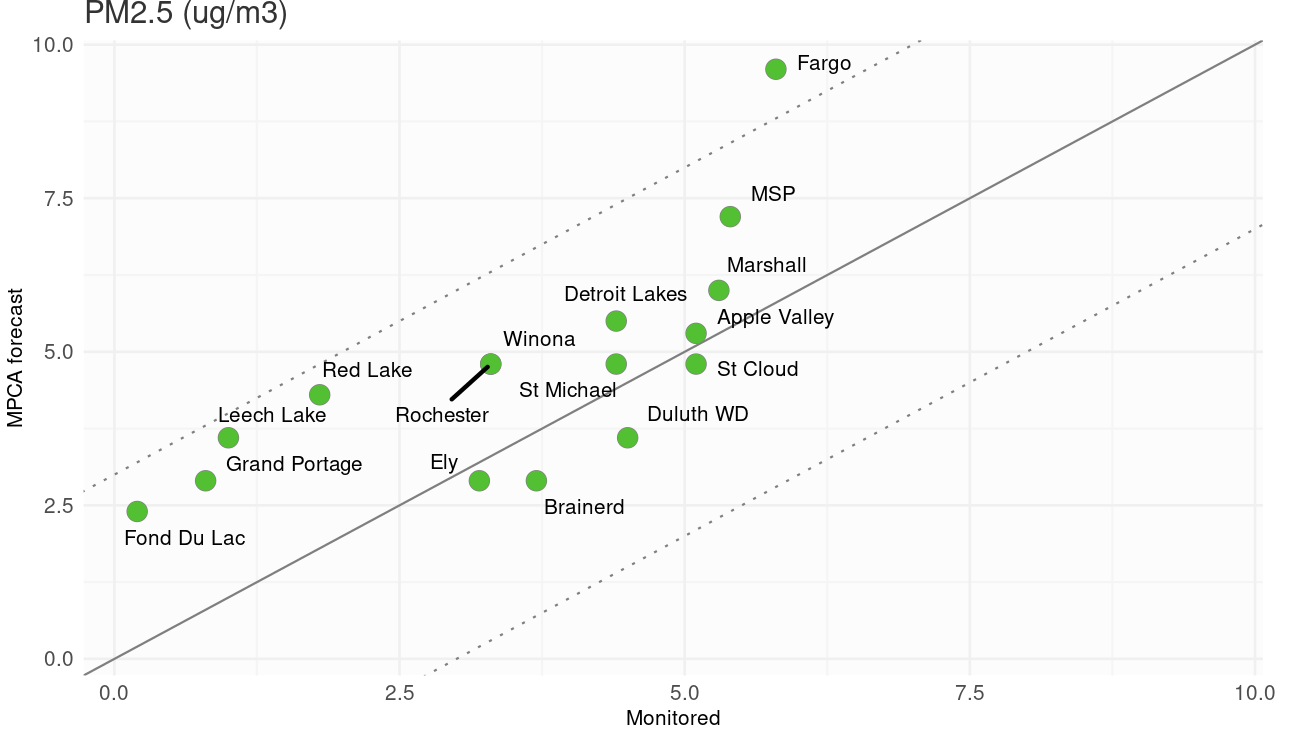 PM2.5 (ug/m3)
10.0
Fargo
MSP
7.5
Marshall
Detroit Lakes
Apple Valley
Winona
5.0
St Cloud
Red Lake
St Michael
Leech Lake
Rochester
Duluth WD
MPCA forecast
Grand Portage
Ely
2.5
Brainerd
Fond Du Lac
0.0
0.0 2.5 5.0 7.5 10.0
Monitored